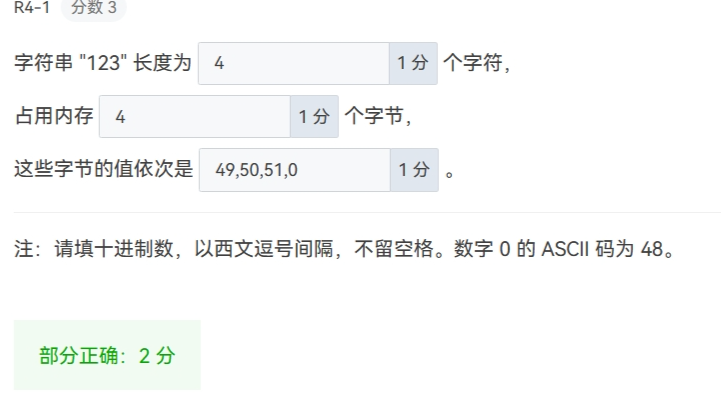 R4-1 分数 3
字符串 "123" 长度为 4 1 分 个字符，
占用内存 4 1 分 个字节，
这些字节的值依次是 49,50,51,0 1 分 。
注：请填十进制数，以西文逗号间隔，不留空格。数字 0 的 ASCII 码为 48。
部分正确：2 分